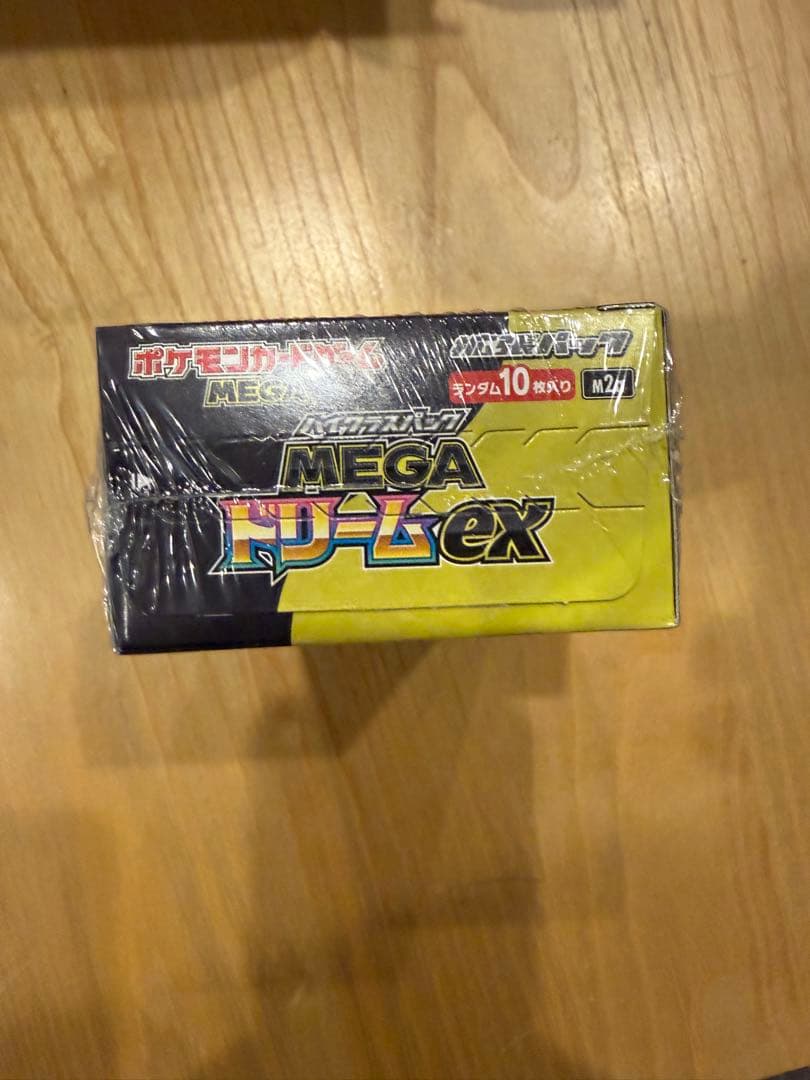 ポケモンカードゲーム
MEGA
拡張パック
ランダム10枚入り
ハイクラスパック
MEGA
ドリームex